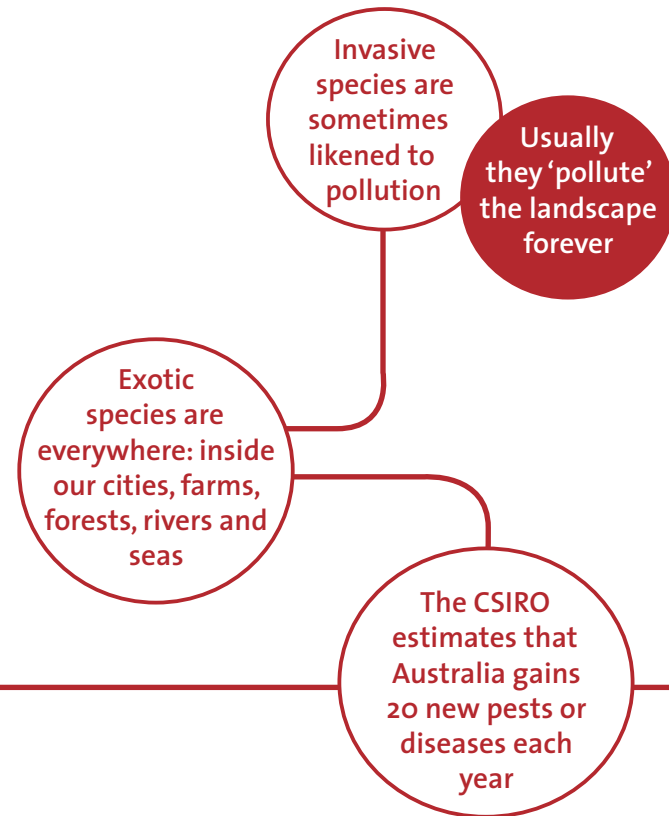 Invasive
species are
sometimes
likened to
pollution
Usually
they ‘pollute’
the landscape
forever
Exotic
species are
everywhere: inside
our cities, farms,
forests, rivers and
seas
The CSIRO
estimates that
Australia gains
20 new pests or
diseases each
year